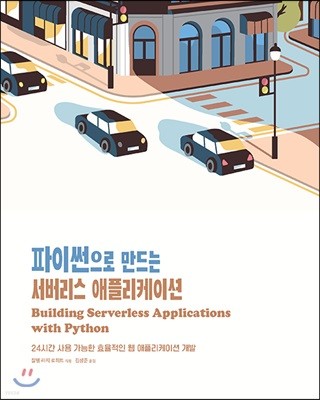 파이썬으로 만드는
서버리스 애플리케이션
Building Serverless Applications
with Python
24시간 사용 가능한 효율적인 웹 애플리케이션 개발